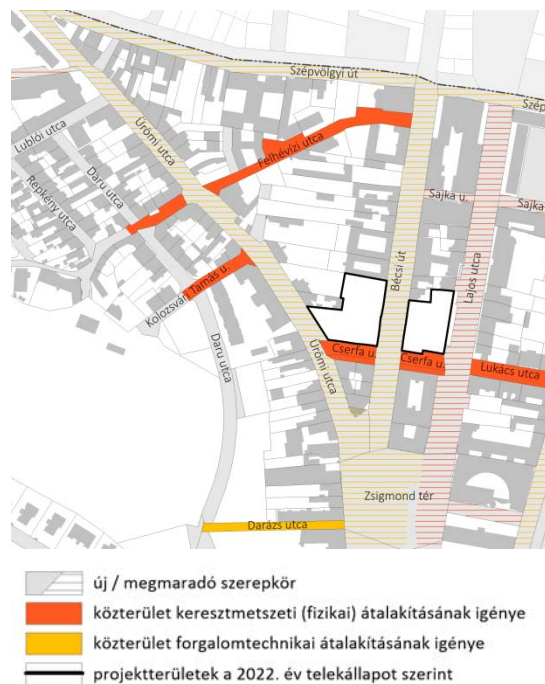 Szépvölgyi út
Szép
Lublói utca
Ürömi utca
Felhévízi utca
Daru utca
Repkény utca
Sajka u.
Sajka
Bécsi út
Lajos utca
Kolozsvári Tamás u.
Cserfa u.
Cserfa u.
Lukács utca
Daru utca
Ürömi utca
Zsigmond tér
Darázs utca
új / megmaradó szerepkör
közterület keresztmetszeti (fizikai) átalakításának igénye
közterület forgalomtechnikai átalakításának igénye
projektterületek a 2022. év telekállapot szerint